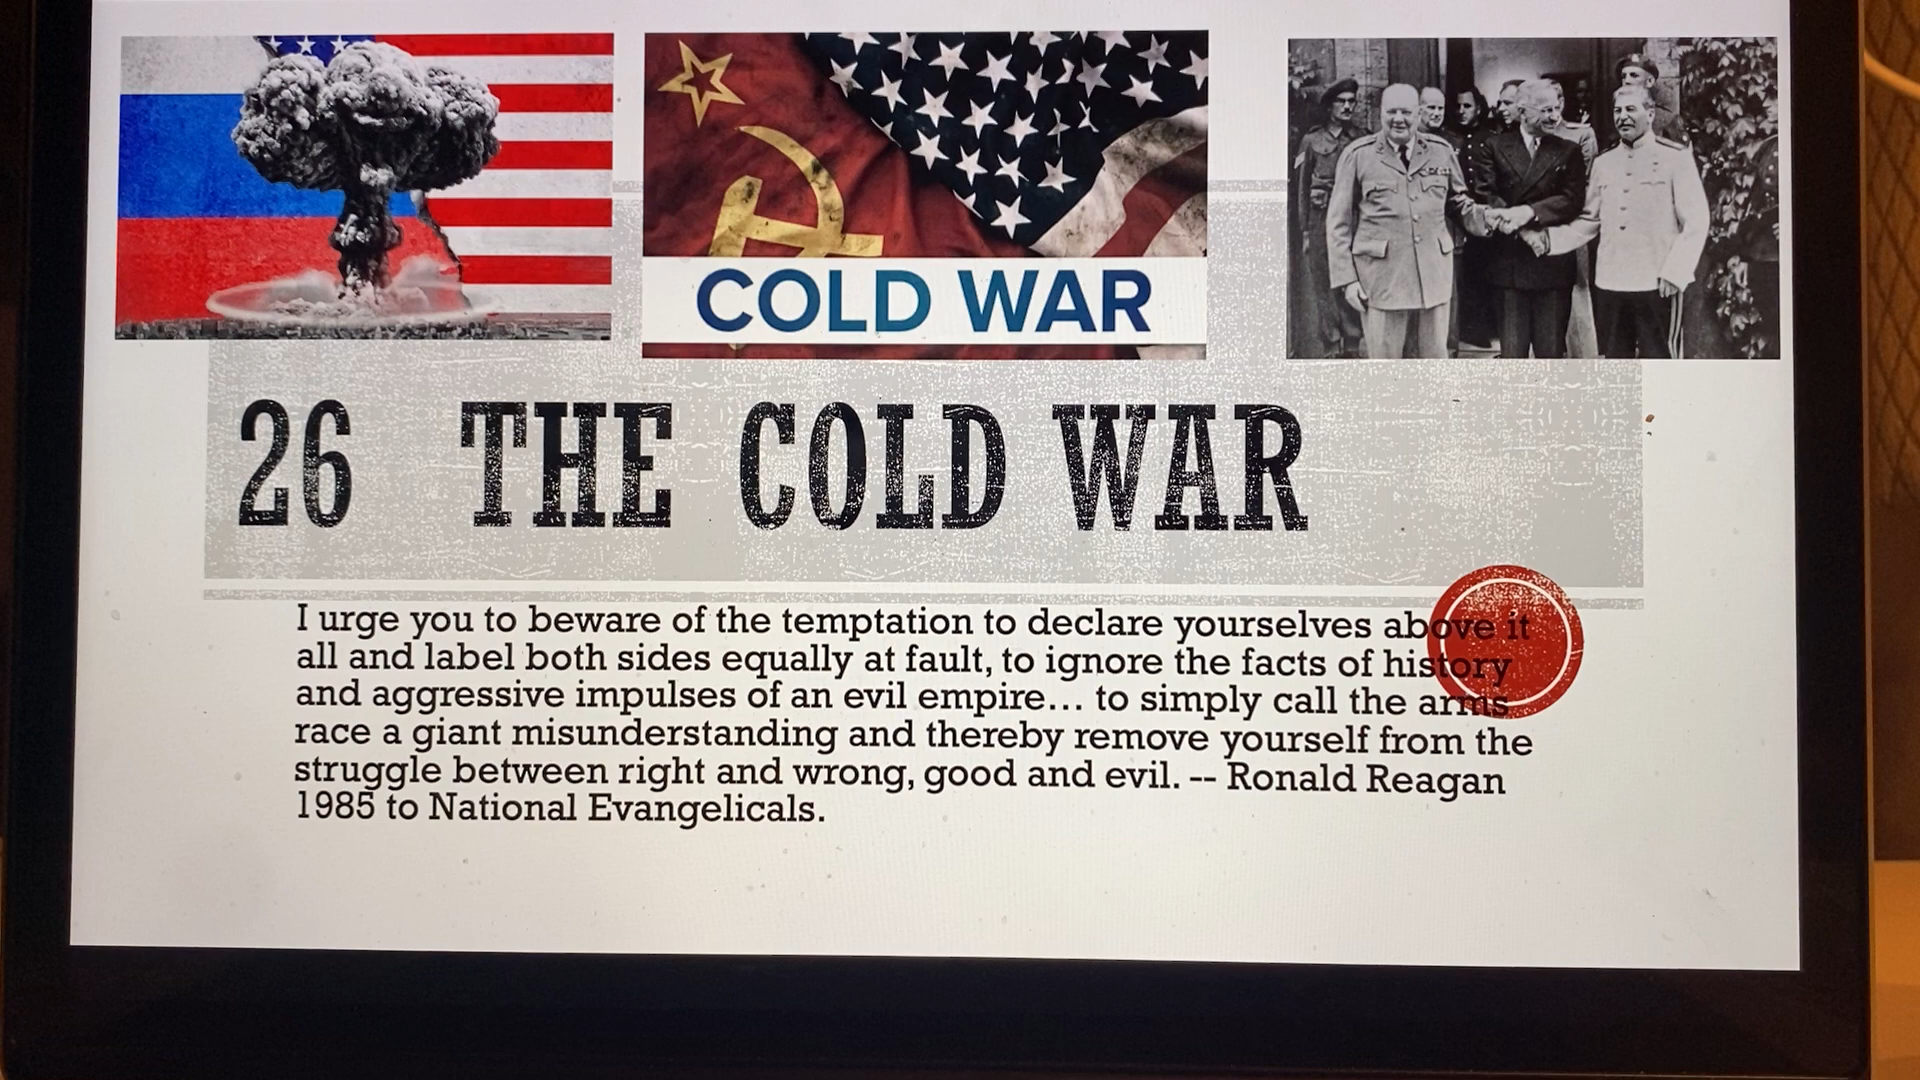 COLD WAR
26 THE COLD WAR
I urge you to beware of the temptation to declare yourselves above it
all and label both sides equally at fault, to ignore the facts of history
and aggressive impulses of an evil empire... to simply call the arms
race a giant misunderstanding and thereby remove yourself from the
struggle between right and wrong, good and evil. -- Ronald Reagan
1985 to National Evangelicals.